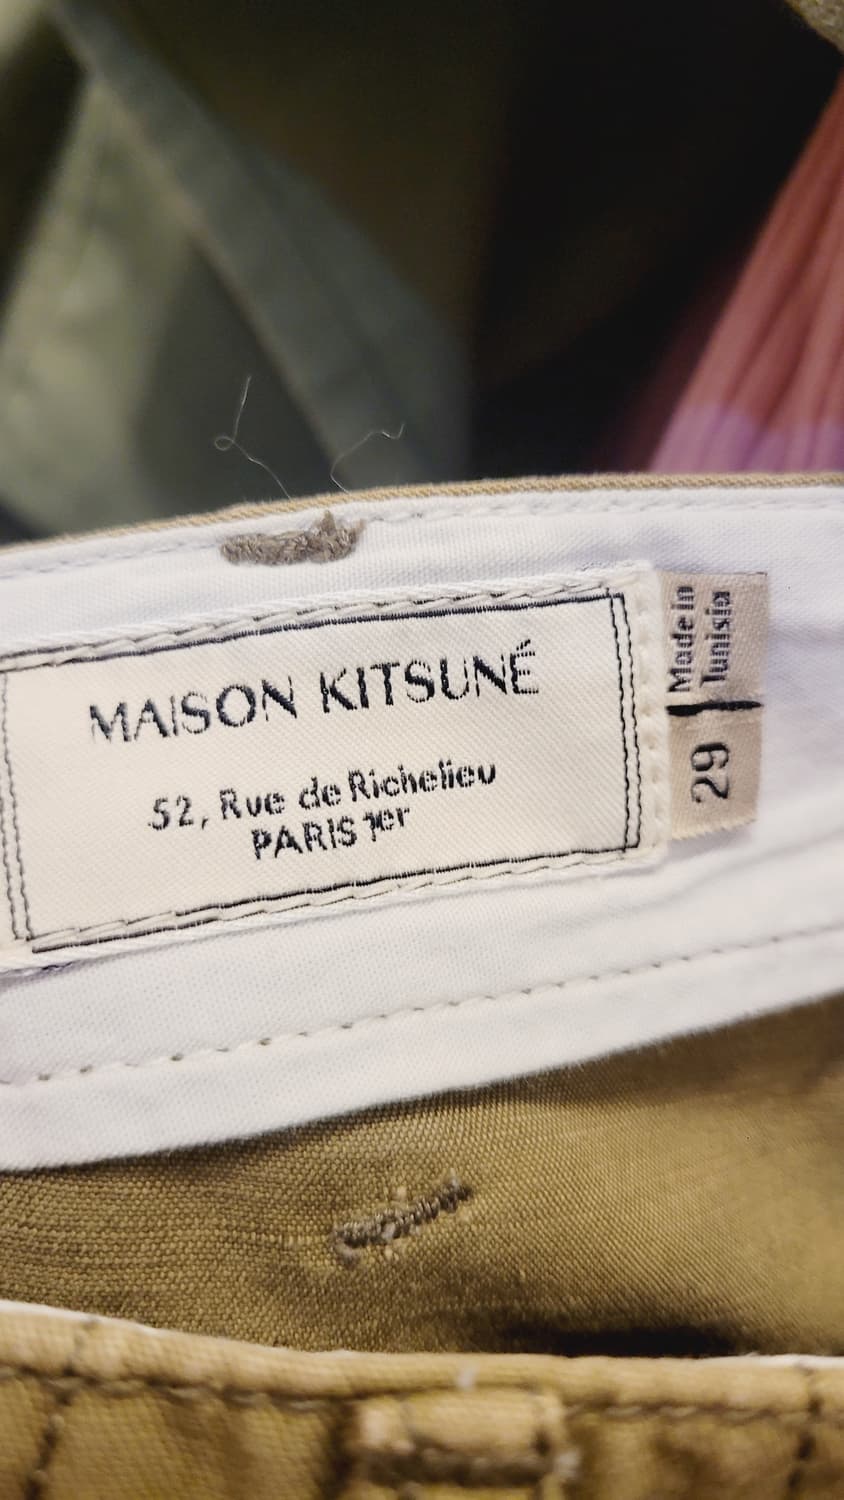 MAISON KITSUNÉ
52, Rue de Richelieu
PARIS 1er
Made in
Tunisia
29